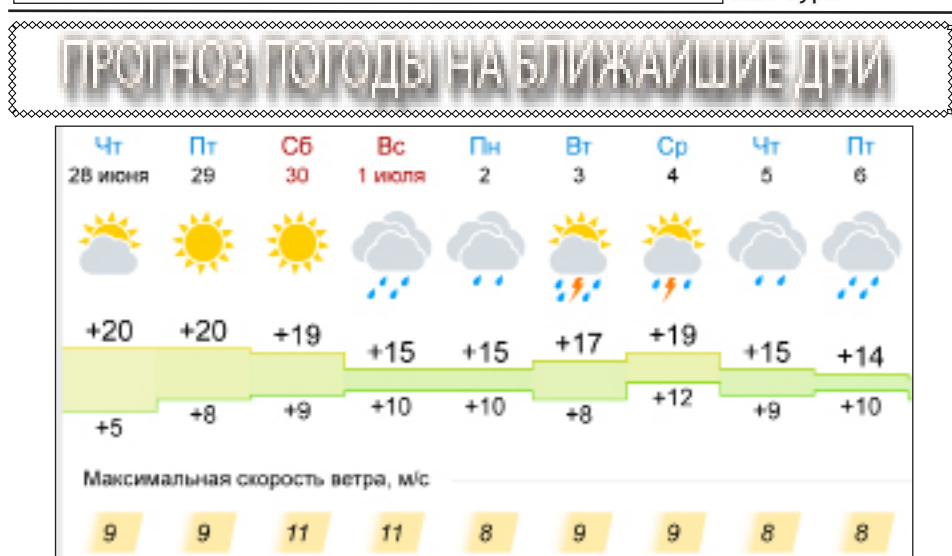 ПРОГНОЗ ПОГОДЫ НА БЛИЖАЙШИЕ ДНИ
Чт Пт Сб Вс Пн Вт Ср Чт Пт
28 июня 29 30 1 июля 2 3 4 5 6
+20 +20 +19 +15 +15 +17 +19 +15 +14
+5 +8 +9 +10 +10 +8 +12 +9 +10
Максимальная скорость ветра, м/с
9 9 11 11 8 9 9 8 8